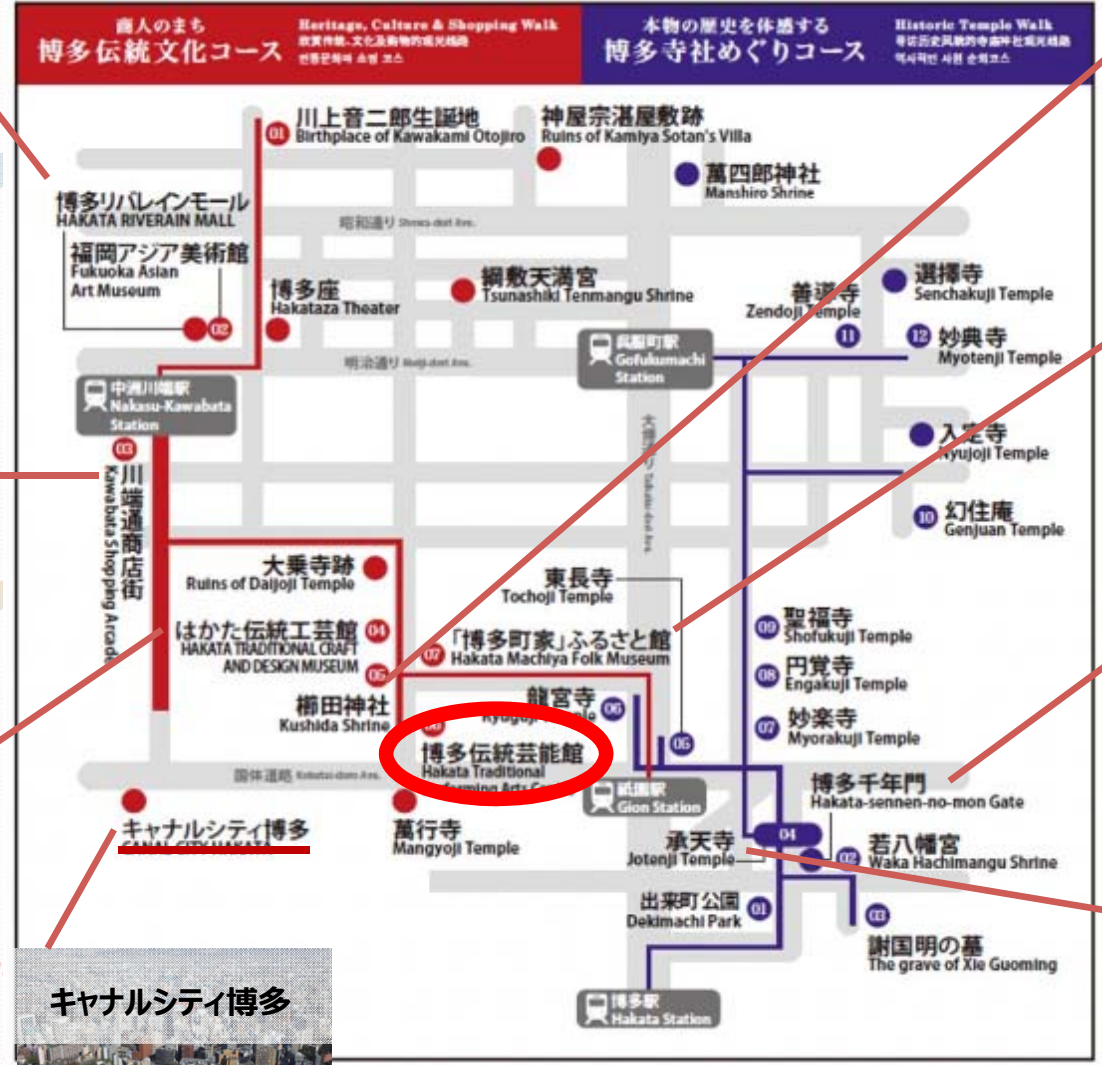 商人のまち
博多伝統文化コース
Heritage, Culture & Shopping Walk
本物の歴史を体感する
博多寺社めぐりコース
Historic Temple Walk
01
川上音二郎生誕地
Birthplace of Kawakami Otojiro
神屋宗湛屋敷跡
Ruins of Kamiya Sotan's Villa
萬四郎神社
Manshiro Shrine
博多リバレインモール
HAKATA RIVERAIN MALL
昭和通り Showa-dori Ave.
福岡アジア美術館
Fukuoka Asian
Art Museum
02
博多座
Hakataza Theater
綱敷天満宮
Tsunashiki Tenmangu Shrine
善導寺
Zendoji Temple
11
選擇寺
Senchakuji Temple
12
妙典寺
Myotenji Temple
呉服町駅
Gofukumachi
Station
明治通り Meiji-dori Ave.
中洲川端駅
Nakasu-Kawabata
Station
03
川端通商店街
Kawabata Shopping Arcade
大博通り Taihaku-dori Ave.
入定寺
Nyujoji Temple
10
幻住庵
Genjuan Temple
大乗寺跡
Ruins of Daijoji Temple
東長寺
Tochoji Temple
はかた伝統工芸館
HAKATA TRADITIONAL CRAFT
AND DESIGN MUSEUM
04
05
07
「博多町家」ふるさと館
Hakata Machiya Folk Museum
09
聖福寺
Shofukuji Temple
08
円覚寺
Engakuji Temple
07
妙楽寺
Myorakuji Temple
櫛田神社
Kushida Shrine
龍宮寺
06
05
博多伝統芸能館
Hakata Traditional
国体道路
祇園駅
Gion Station
博多千年門
Hakata-sennen-no-mon Gate
キャナルシティ博多
CANAL CITY HAKATA
萬行寺
Mangyoji Temple
承天寺
Jotenji Temple
04
02
若八幡宮
Waka Hachimangu Shrine
出来町公園
Dekimachi Park
01
03
謝国明の墓
The grave of Xie Guoming
博多駅
Hakata Station
キャナルシティ博多